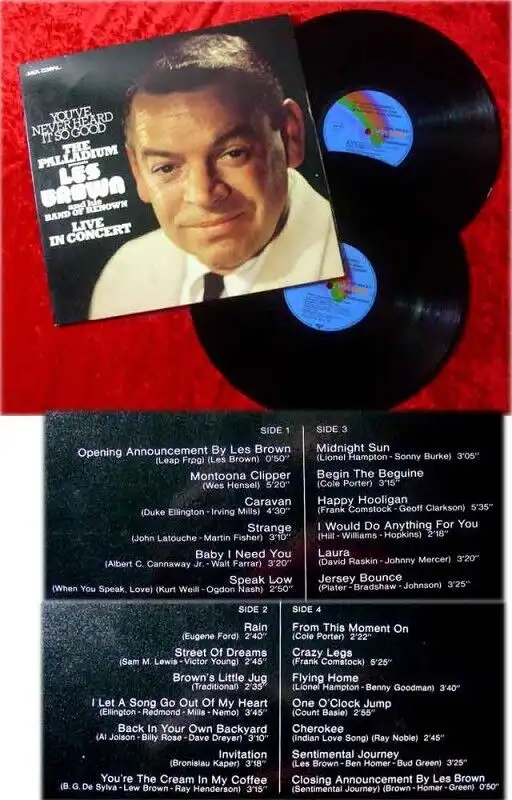 MCA CORAL
YOU'VE
NEVER HEARD
IT SO GOOD
THE
PALLADIUM
LES
BROWN
and his
BAND OF RENOWN
LIVE
IN CONCERT
SIDE 1
Opening Announcement By Les Brown
(Leap Frpg) (Les Brown) 0'50"
Montoona Clipper
(Wes Hensel) 5'20"
Caravan
(Duke Ellington - Irving Mills) 4'30"
Strange
(John Latouche - Martin Fisher) 3'10"
Baby I Need You
(Albert C. Cannaway Jr. - Walt Farrar) 3'20"
Speak Low
(When You Speak, Love) (Kurt Weill - Ogdon Nash) 2'50"
SIDE 3
Midnight Sun
(Lionel Hampton - Sonny Burke) 3'05"
Begin The Beguine
(Cole Porter) 3'15"
Happy Hooligan
(Frank Comstock - Geoff Clarkson) 5'35"
I Would Do Anything For You
(Hill - Williams - Hopkins) 2'18"
Laura
(David Raskin - Johnny Mercer) 3'20"
Jersey Bounce
(Plater - Bradshaw - Johnson) 3'25"
SIDE 2
Rain
(Eugene Ford) 2'40"
Street Of Dreams
(Sam M. Lewis - Victor Young) 2'45"
Brown's Little Jug
(Traditional) 2'35"
I Let A Song Go Out Of My Heart
(Ellington - Redmond - Mills - Nemo) 3'45"
Back In Your Own Backyard
(Al Jolson - Billy Rose - Dave Dreyer) 3'10"
Invitation
(Bronislau Kaper) 3'18"
You're The Cream In My Coffee
(B. G. De Sylva - Lew Brown - Ray Henderson) 3'15"
SIDE 4
From This Moment On
(Cole Porter) 2'22"
Crazy Legs
(Frank Comstock) 5'25"
Flying Home
(Lionel Hampton - Benny Goodman) 3'40"
One O'Clock Jump
(Count Basie) 2'55"
Cherokee
(Indian Love Song) (Ray Noble) 2'45"
Sentimental Journey
(Les Brown - Ben Homer - Bud Green) 3'25"
Closing Announcement By Les Brown
(Sentimental Journey) (Brown - Homer - Green) 0'50"